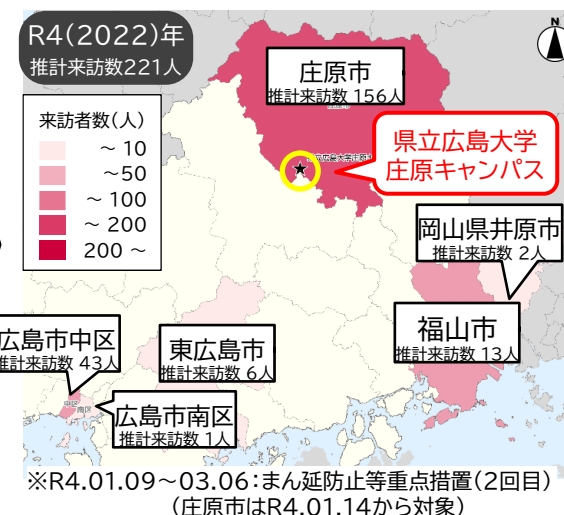 R4(2022)年
推計来訪数221人
N
庄原市
推計来訪数 156人
来訪者数(人)
～ 10
～50
～ 100
～ 200
200 ～
県立広島大学
庄原キャンパス
岡山県井原市
推計来訪数 2人
福山市
推計来訪数 13人
広島市中区
推計来訪数 43人
東広島市
推計来訪数 6人
広島市南区
推計来訪数 1人
※R4.01.09～03.06：まん延防止等重点措置(2回目)
(庄原市はR4.01.14から対象)